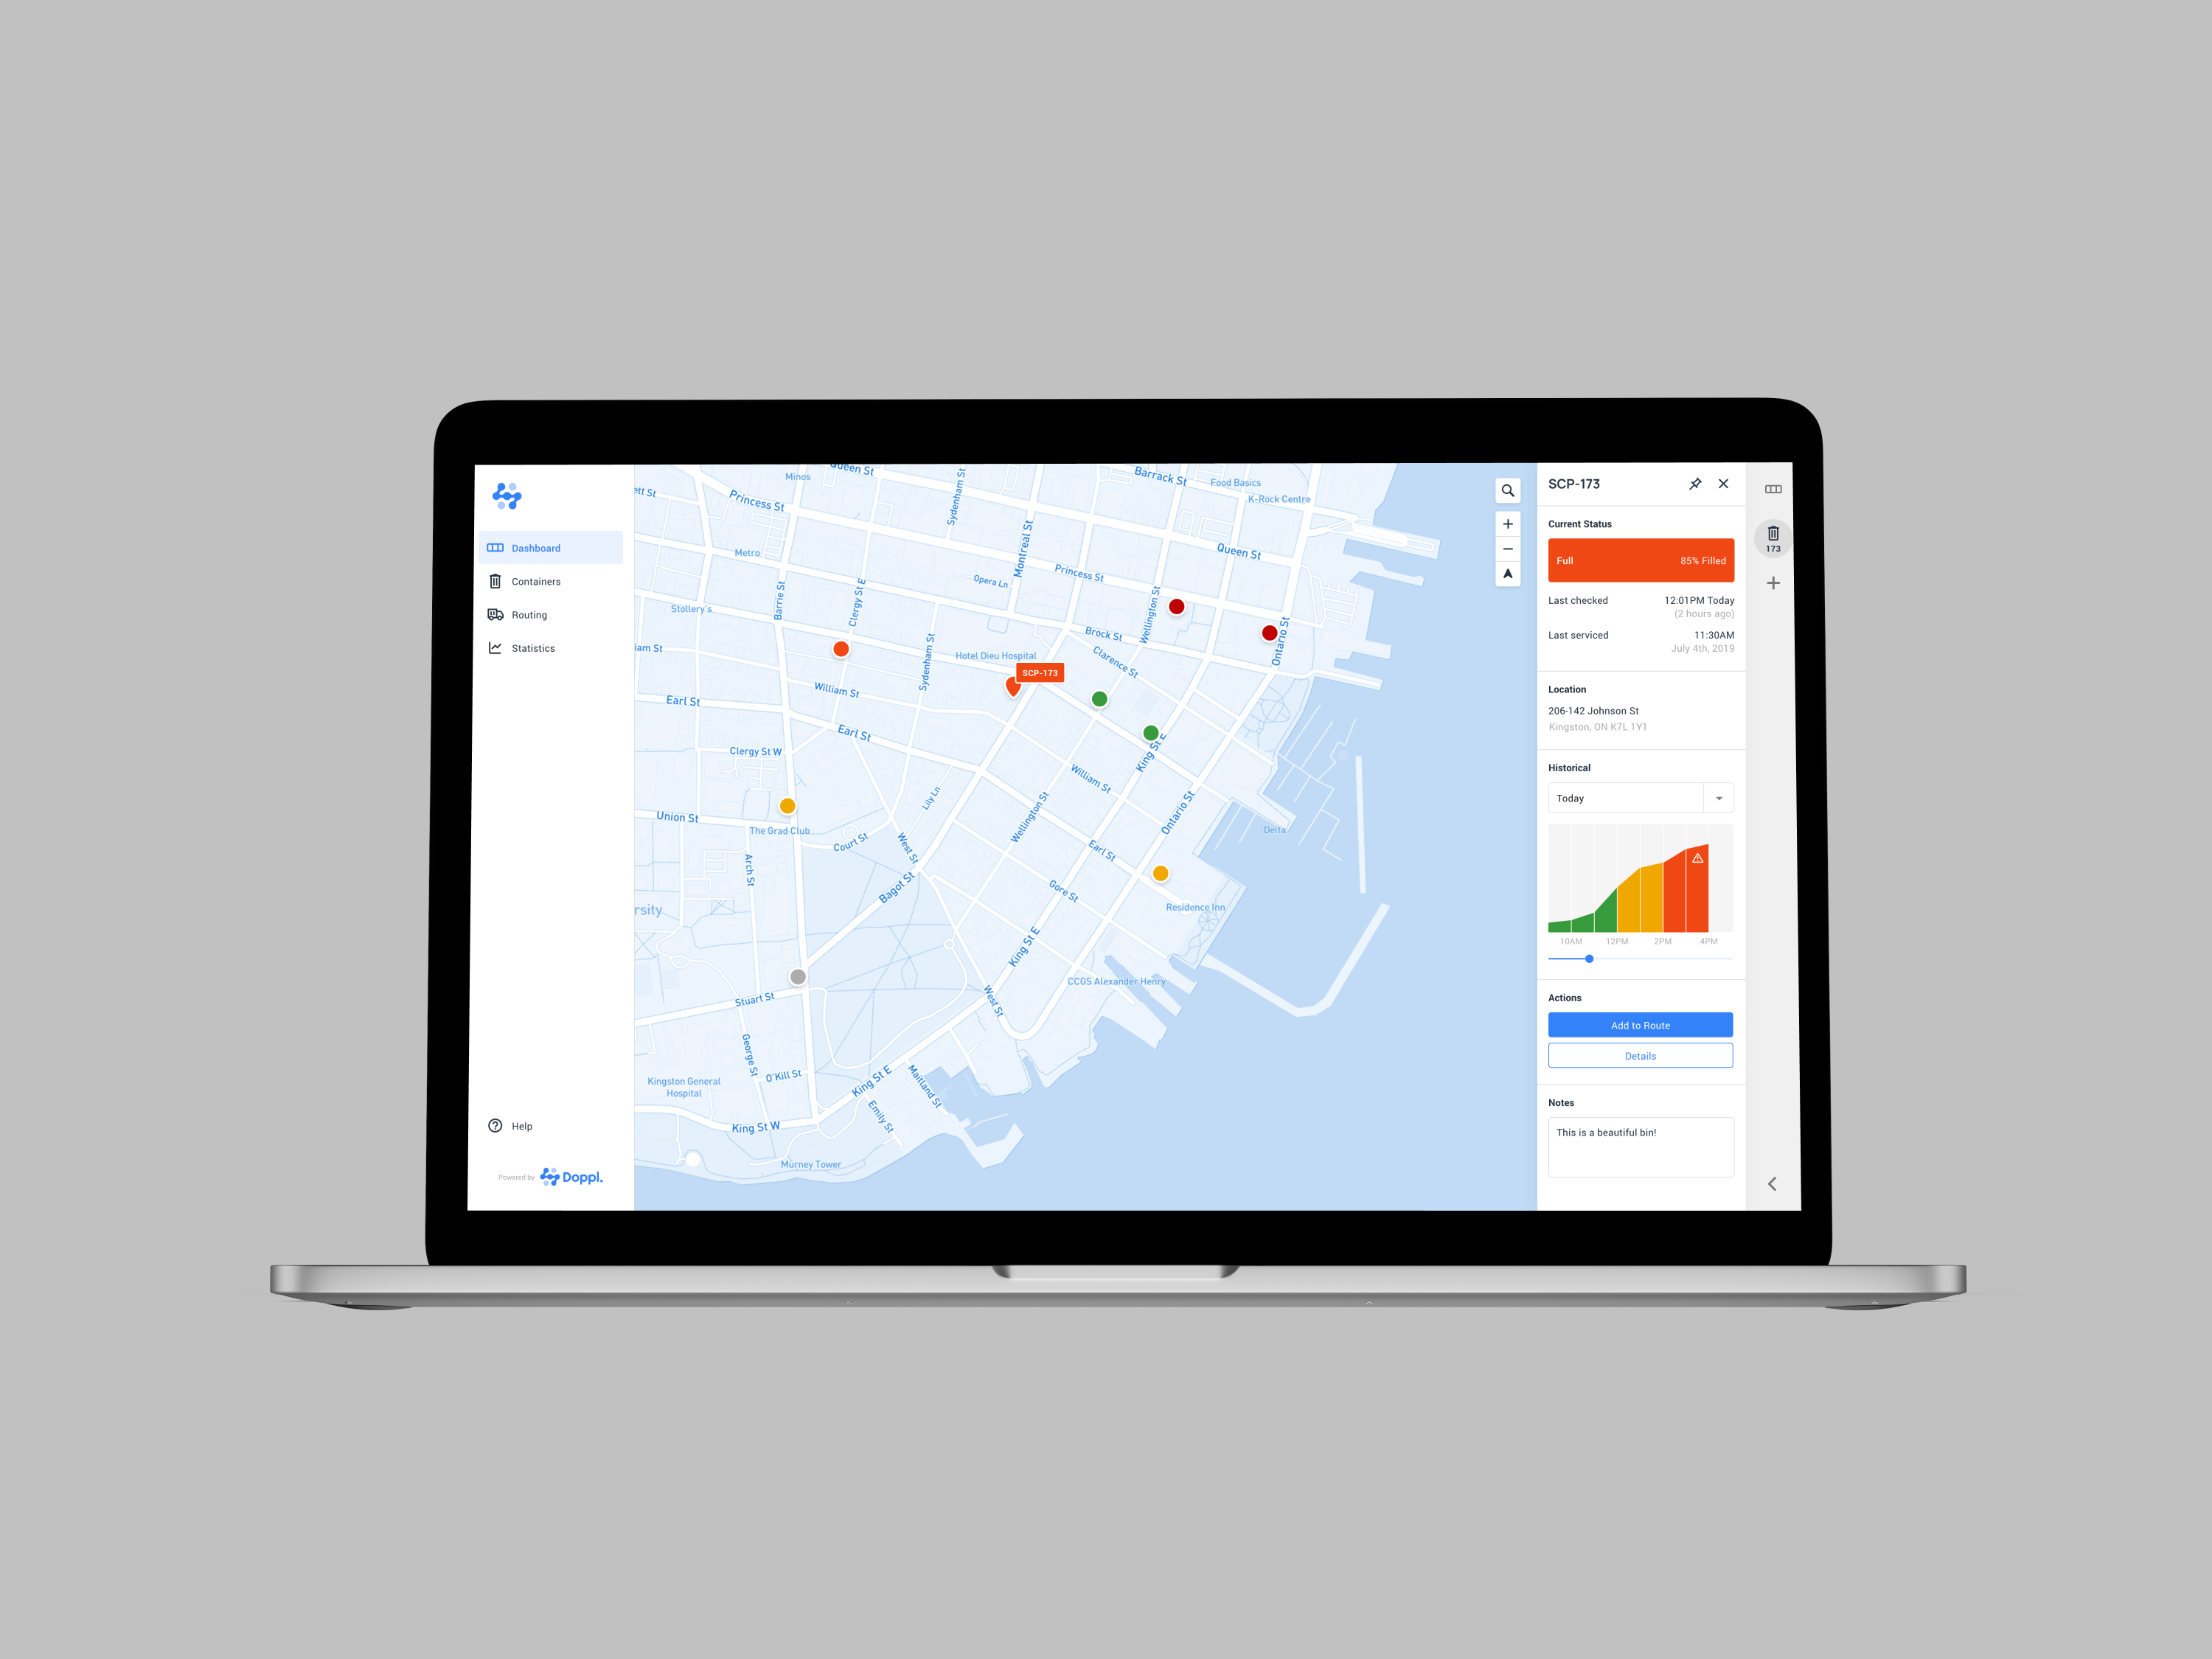 Dashboard
Containers
Routing
Statistics
Help
Powered by Doppl.
Queen St
Minos
Barrack St
Food Basics
K-Rock Centre
ett St
Princess St
Sydenham St
Montreal St
Queen St
Metro
Opera Ln
Princess St
Stollery's
Barrie St
Clergy St E
Wellington St
Brock St
Ontario St
iam St
Hotel Dieu Hospital
Clarence St
SCP-173
Sydenham St
William St
Earl St
Earl St
Clergy St W
King St E
William St
Lily Ln
Wellington St
Ontario St
Union St
The Grad Club
Court St
West St
Delta
Earl St
Arch St
Bagot St
Gore St
rsity
Residence Inn
King St E
CCGS Alexander Henry
Stuart St
West St
George St
O'Kill St
King St E
Maitland St
Kingston General
Hospital
Emily St
King St W
Murney Tower
SCP-173
Current Status
Full 85% Filled
Last checked 12:01PM Today
(2 hours ago)
Last serviced 11:30AM
July 4th, 2019
Location
206-142 Johnson St
Kingston, ON K7L 1Y1
Historical
Today
10AM 12PM 2PM 4PM
Actions
Add to Route
Details
Notes
This is a beautiful bin!
173